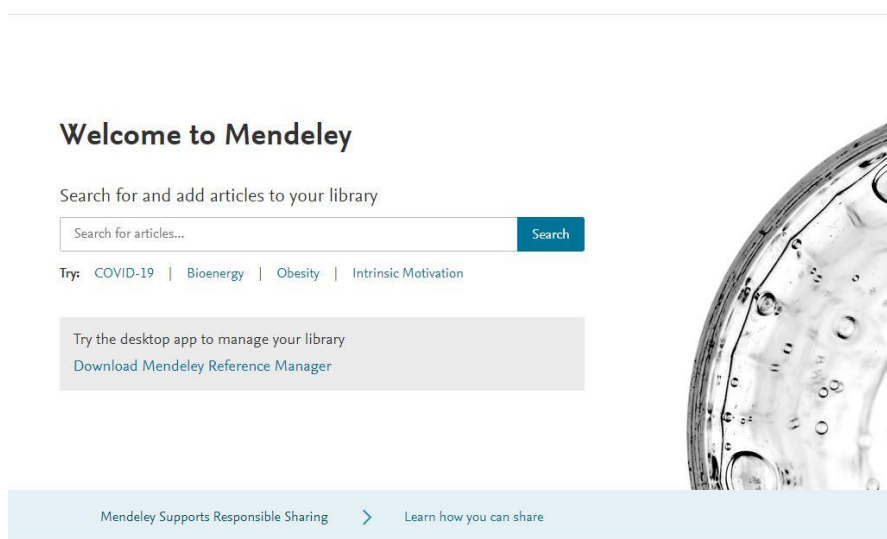 Welcome to Mendeley
Search for and add articles to your library
Search for articles... Search
Try: COVID-19 | Bioenergy | Obesity | Intrinsic Motivation
Try the desktop app to manage your library
Download Mendeley Reference Manager
Mendeley Supports Responsible Sharing > Learn how you can share